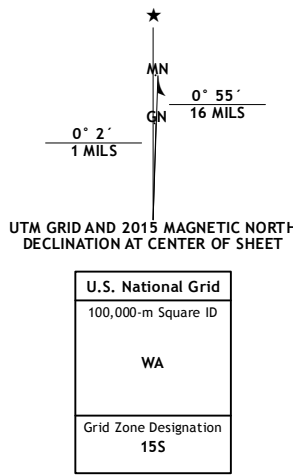 MN
GN
0° 55´
16 MILS
0° 2´
1 MILS
UTM GRID AND 2015 MAGNETIC NORTH
DECLINATION AT CENTER OF SHEET
U.S. National Grid
100,000-m Square ID
WA
Grid Zone Designation
15S